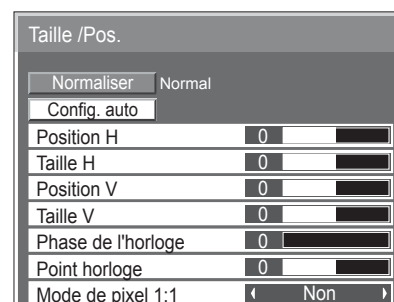 Taille /Pos.
Normaliser Normal
Config. auto
Position H 0
Taille H 0
Position V 0
Taille V 0
Phase de l'horloge 0
Point horloge 0
Mode de pixel 1:1 Non